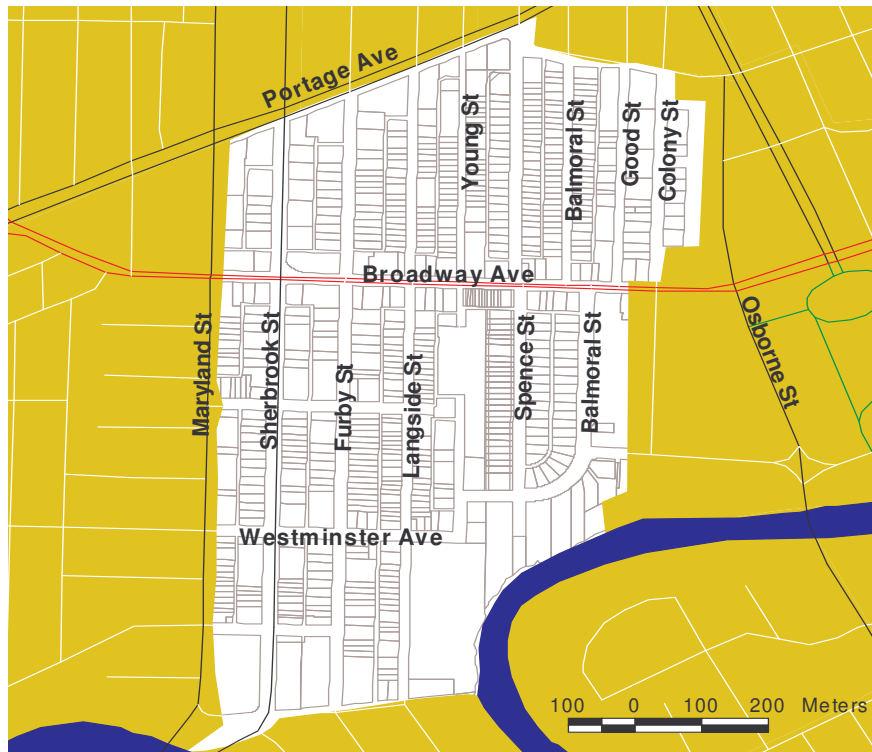 Portage Ave
Young St
Balmoral St
Good St
Colony St
Broadway Ave
Maryland St
Sherbrook St
Furby St
Langside St
Spence St
Balmoral St
Osborne St
Westminster Ave
100 0 100 200 Meters